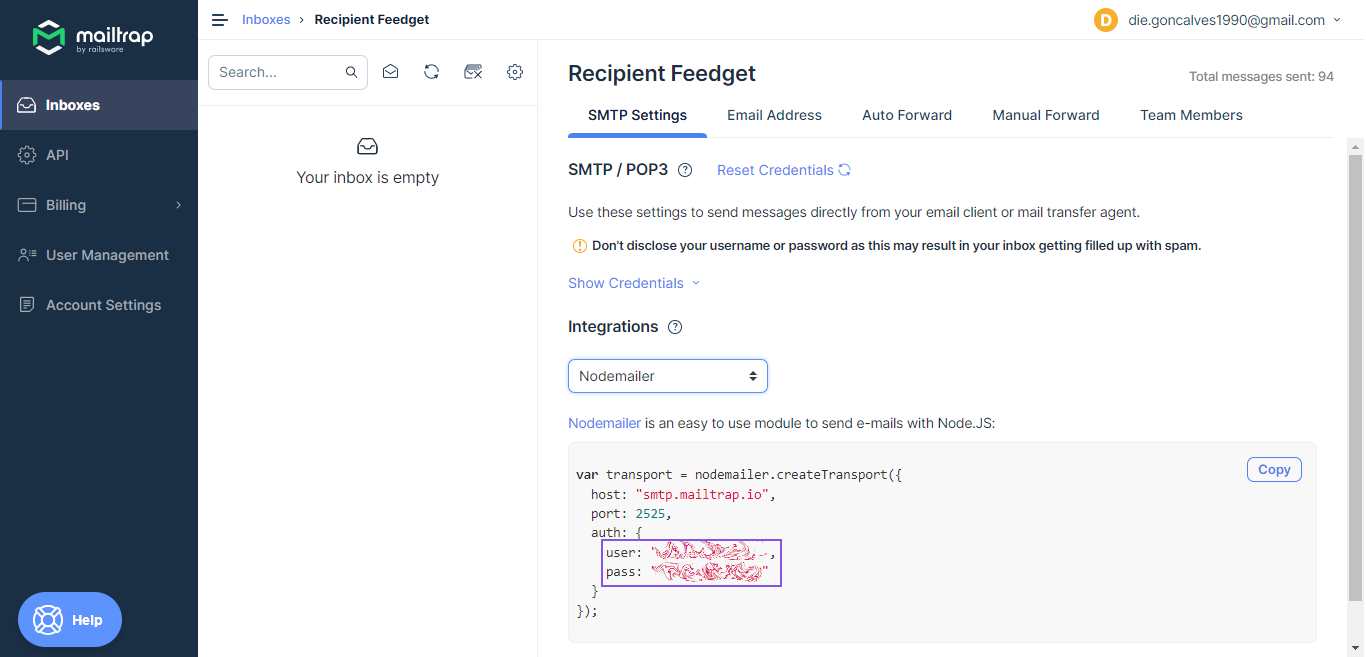 mailtrap
by railsware
Inboxes
API
Billing
User Management
Account Settings
Help
Inboxes › Recipient Feedget
D die.goncalves1990@gmail.com
Search...
Your inbox is empty
Recipient Feedget
Total messages sent: 94
SMTP Settings Email Address Auto Forward Manual Forward Team Members
SMTP / POP3 ? Reset Credentials
Use these settings to send messages directly from your email client or mail transfer agent.
Don't disclose your username or password as this may result in your inbox getting filled up with spam.
Show Credentials
Integrations ?
Nodemailer
Nodemailer is an easy to use module to send e-mails with Node.JS:
Copy
var transport = nodemailer.createTransport({
host: "smtp.mailtrap.io",
port: 2525,
auth: {
user: ",
pass: ""
}
});